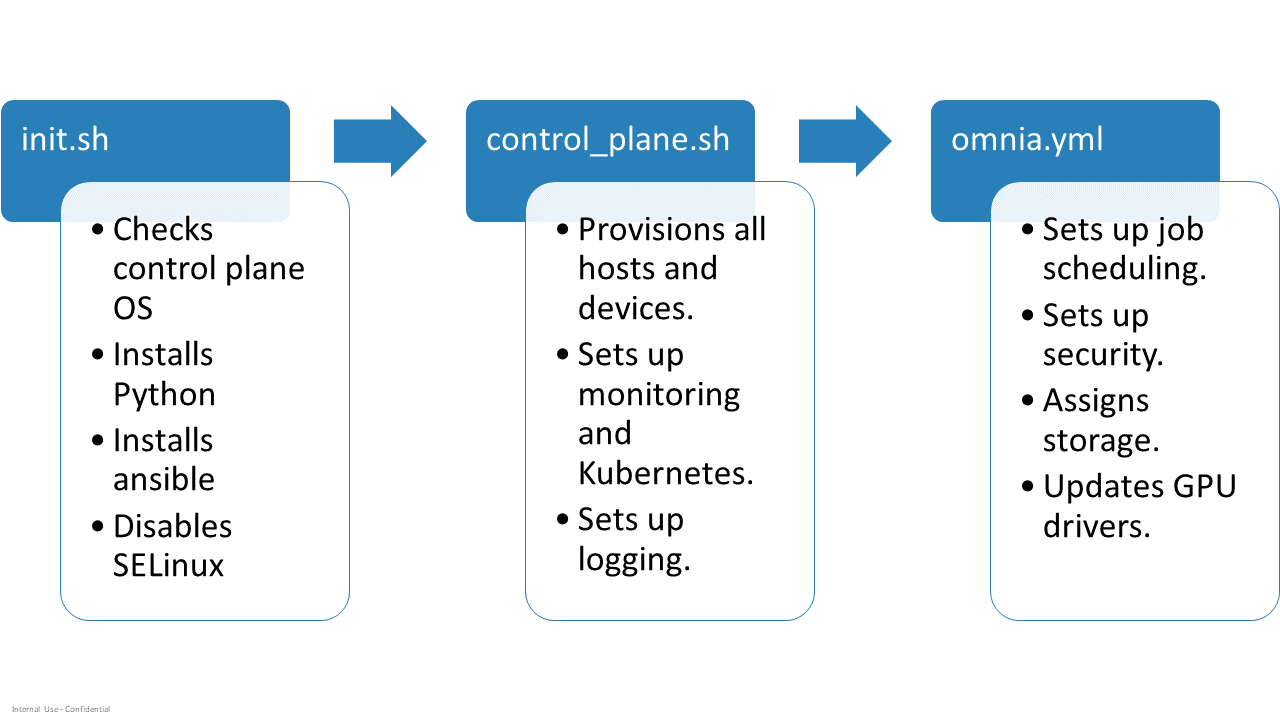 init.sh
• Checks
control plane
OS
• Installs
Python
• Installs
ansible
• Disables
SELinux
control_plane.sh
• Provisions all
hosts and
devices.
• Sets up
monitoring
and
Kubernetes.
• Sets up
logging.
omnia.yml
• Sets up job
scheduling.
• Sets up
security.
• Assigns
storage.
• Updates GPU
drivers.
Internal Use - Confidential